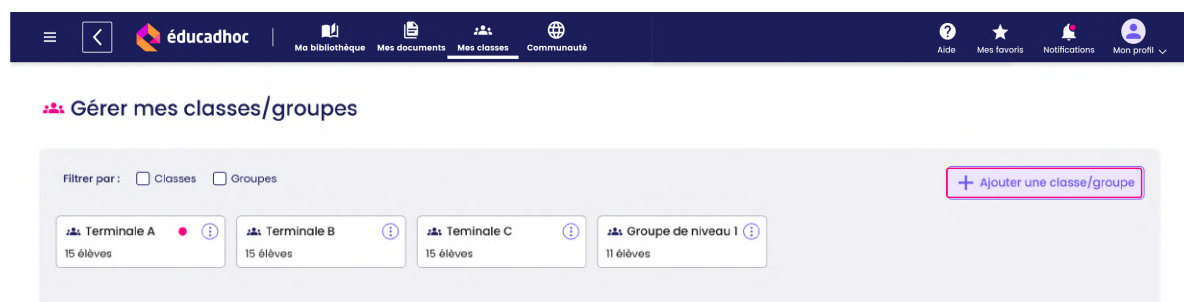 éducadhoc
Ma bibliothèque Mes documents Mes classes Communauté
Aide Mes favoris Notifications Mon profil
Gérer mes classes/groupes
Filtrer par : Classes Groupes
+ Ajouter une classe/groupe
Terminale A Terminale B Teminale C Groupe de niveau 1
15 élèves 15 élèves 15 élèves 11 élèves